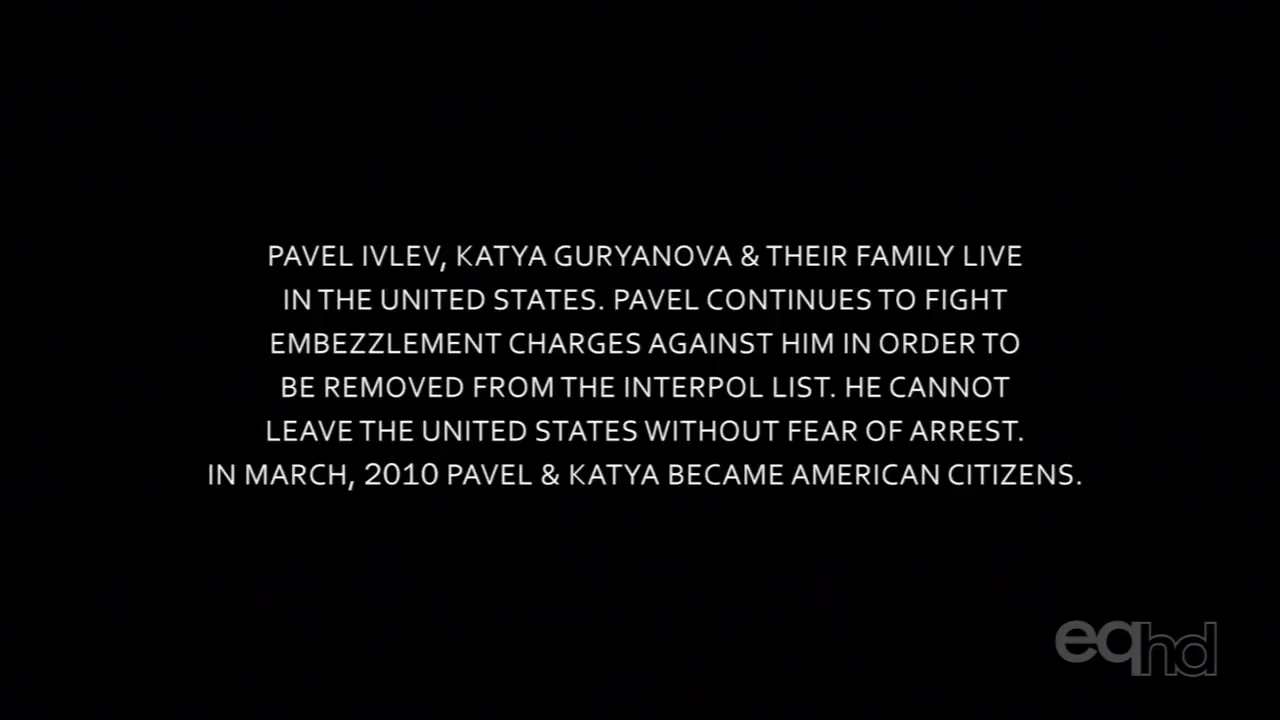 PAVEL IVLEV, KATYA GURYANOVA & THEIR FAMILY LIVE
IN THE UNITED STATES. PAVEL CONTINUES TO FIGHT
EMBEZZLEMENT CHARGES AGAINST HIM IN ORDER TO
BE REMOVED FROM THE INTERPOL LIST. HE CANNOT
LEAVE THE UNITED STATES WITHOUT FEAR OF ARREST.
IN MARCH, 2010 PAVEL & KATYA BECAME AMERICAN CITIZENS.
eqhd